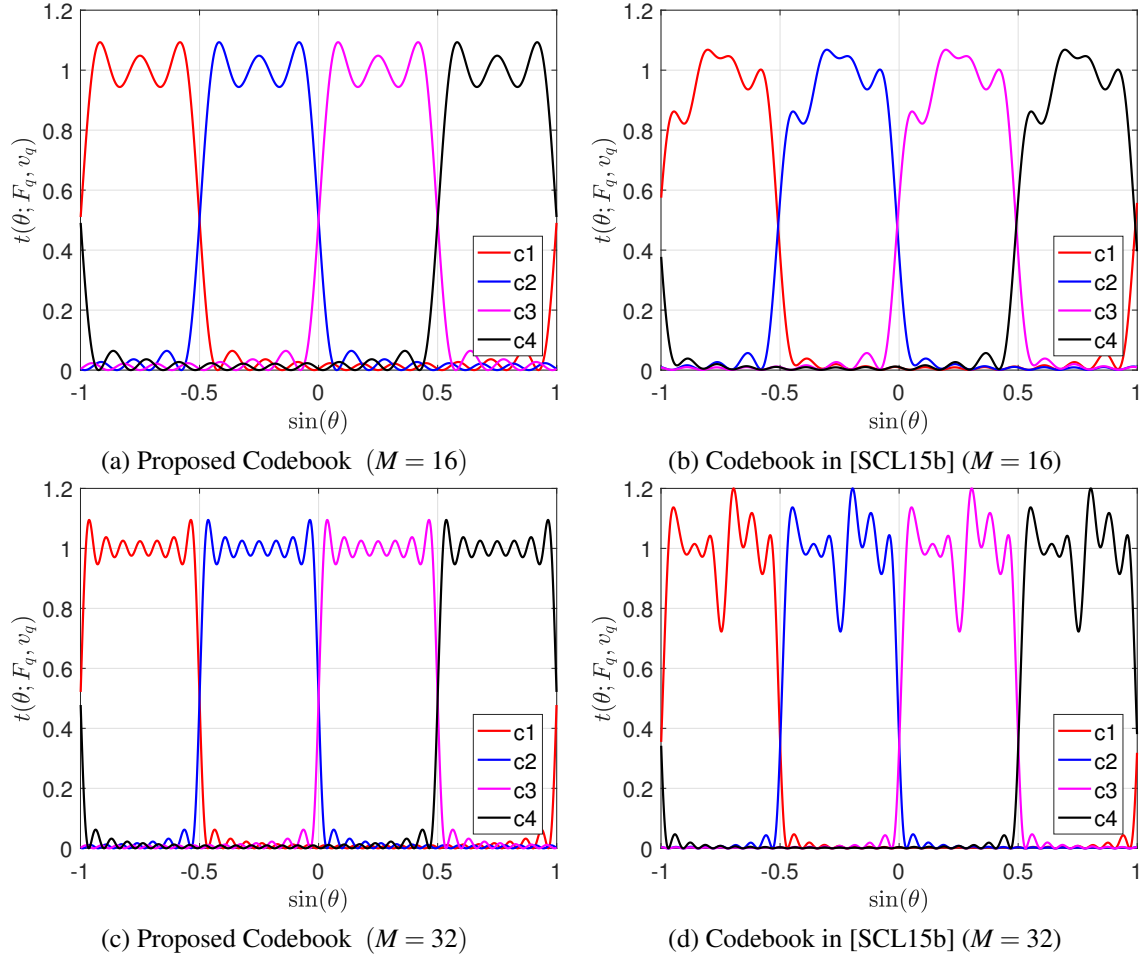 1.2
1
0.8
0.6
0.4
0.2
0
t(θ; F_q, v_q)
c1
c2
c3
c4
-1 -0.5 0 0.5 1
sin(θ)
(a) Proposed Codebook (M = 16)
1.2
1
0.8
0.6
0.4
0.2
0
t(θ; F_q, v_q)
c1
c2
c3
c4
-1 -0.5 0 0.5 1
sin(θ)
(b) Codebook in [SCL15b] (M = 16)
1.2
1
0.8
0.6
0.4
0.2
0
t(θ; F_q, v_q)
c1
c2
c3
c4
-1 -0.5 0 0.5 1
sin(θ)
(c) Proposed Codebook (M = 32)
1.2
1
0.8
0.6
0.4
0.2
0
t(θ; F_q, v_q)
c1
c2
c3
c4
-1 -0.5 0 0.5 1
sin(θ)
(d) Codebook in [SCL15b] (M = 32)